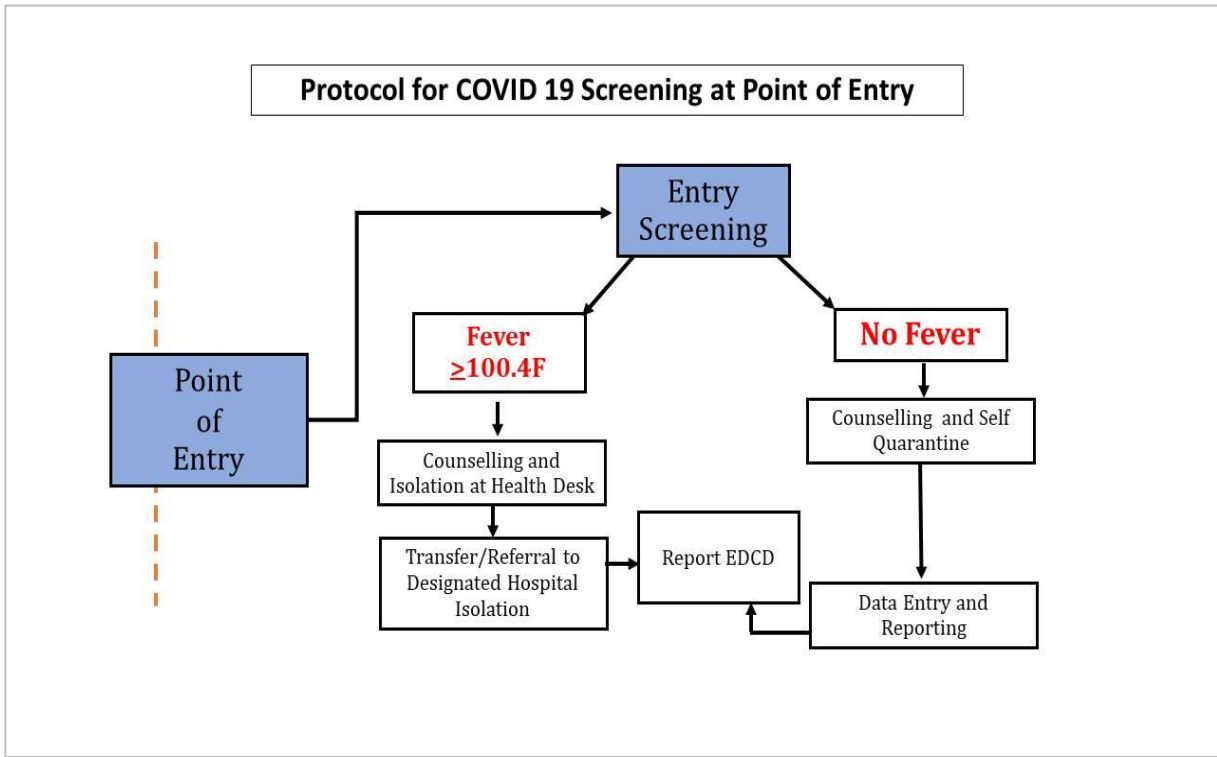 Protocol for COVID 19 Screening at Point of Entry
Entry
Screening
Point
of
Entry
Fever
≥100.4F
No Fever
Counselling and
Isolation at Health Desk
Counselling and Self
Quarantine
Transfer/Referral to
Designated Hospital
Isolation
Report EDCD
Data Entry and
Reporting